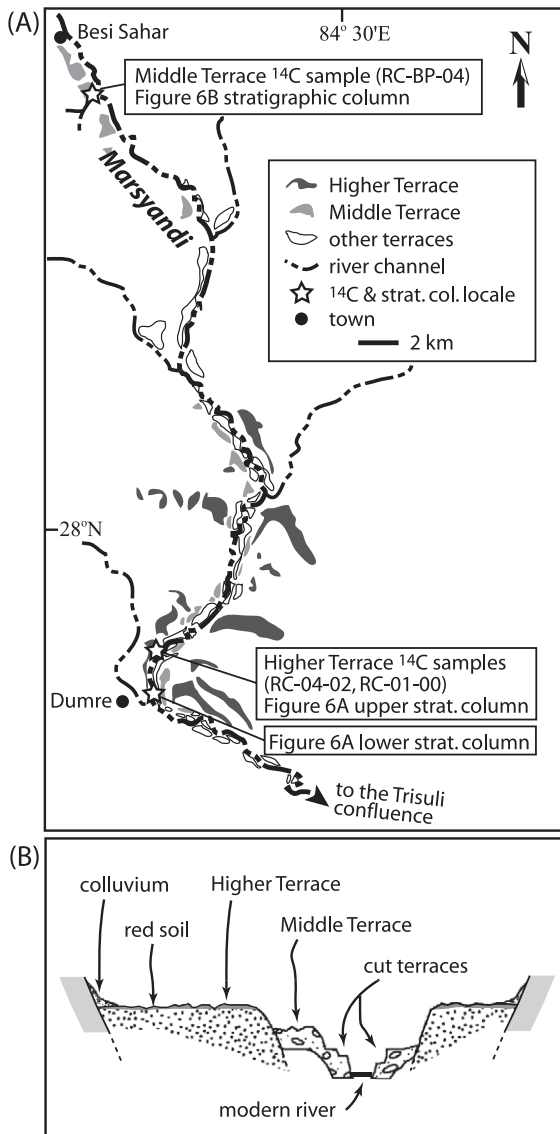 (A)
84° 30'E
Besi Sahar
N
Middle Terrace ¹⁴C sample (RC-BP-04)
Figure 6B stratigraphic column
Marsyandi
Higher Terrace
Middle Terrace
other terraces
river channel
¹⁴C & strat. col. locale
town
2 km
28°N
Higher Terrace ¹⁴C samples
(RC-04-02, RC-01-00)
Figure 6A upper strat. column
Dumre
Figure 6A lower strat. column
to the Trisuli
confluence
(B)
colluvium
Higher Terrace
red soil
Middle Terrace
cut terraces
modern river